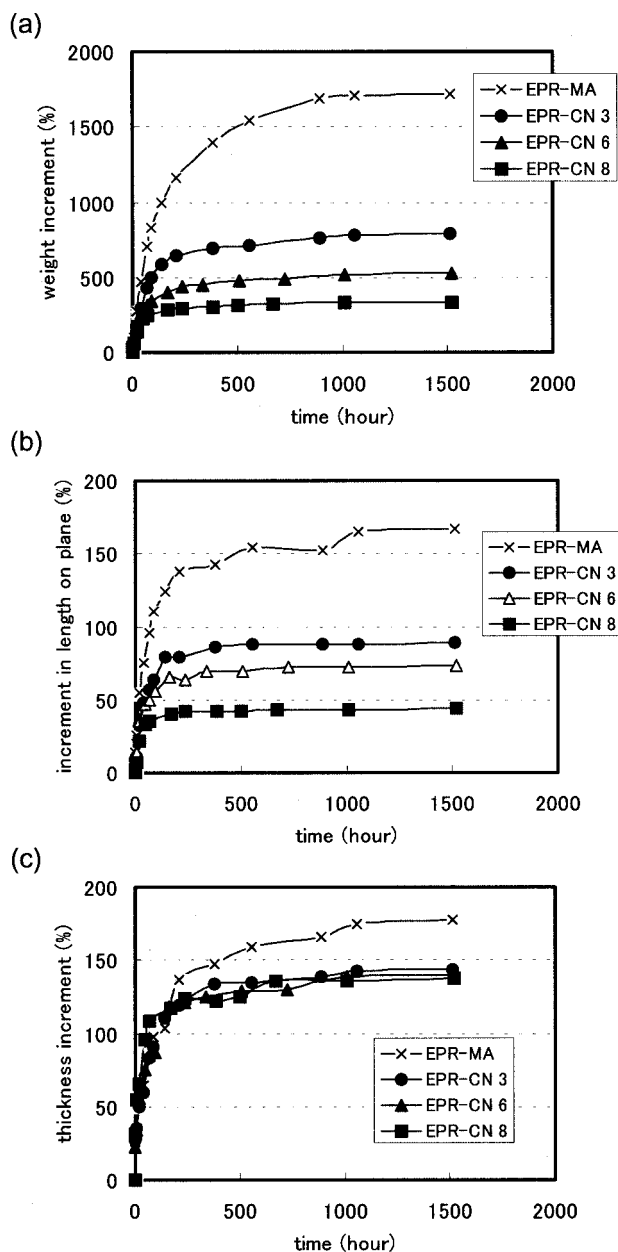 (a)
2000
1500
1000
500
0
weight increment (%)
0 500 1000 1500 2000
time (hour)
EPR-MA
EPR-CN 3
EPR-CN 6
EPR-CN 8
(b)
200
150
100
50
0
increment in length on plane (%)
0 500 1000 1500 2000
time (hour)
EPR-MA
EPR-CN 3
EPR-CN 6
EPR-CN 8
(c)
200
150
100
50
0
thickness increment (%)
0 500 1000 1500 2000
time (hour)
EPR-MA
EPR-CN 3
EPR-CN 6
EPR-CN 8